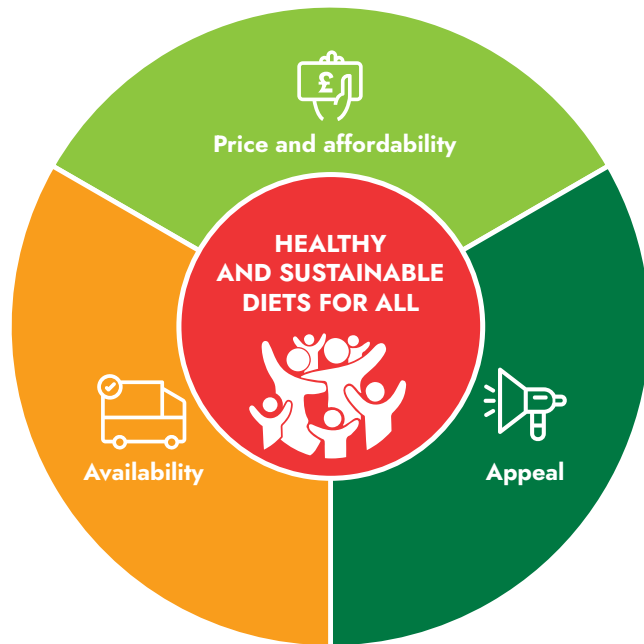 £
Price and affordability
HEALTHY
AND SUSTAINABLE
DIETS FOR ALL
Availability
Appeal